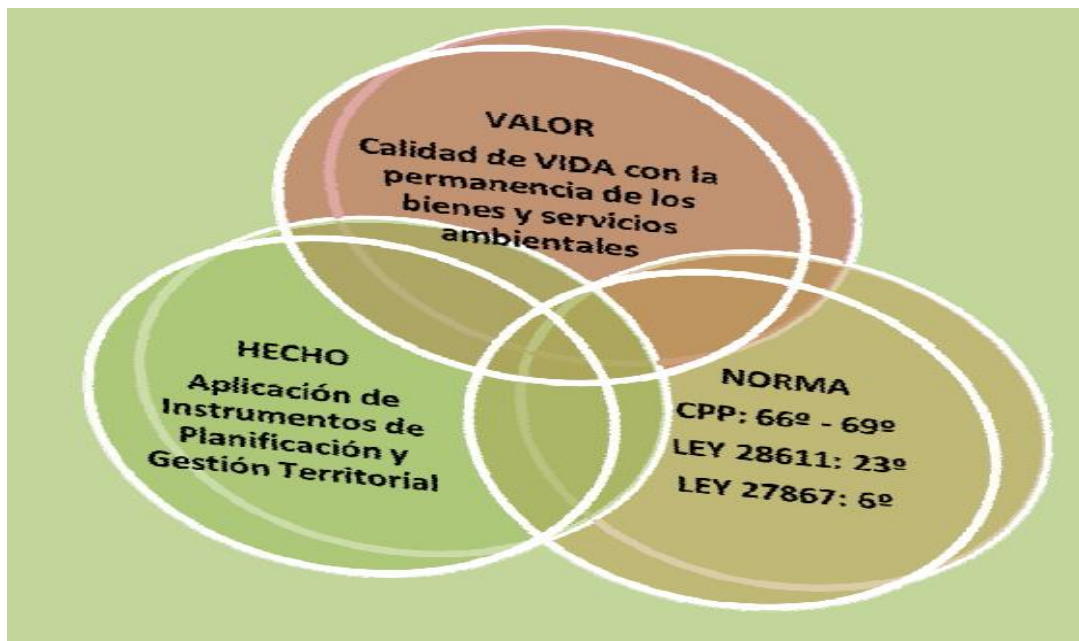 VALOR
Calidad de VIDA con la
permanencia de los
bienes y servicios
ambientales
HECHO
Aplicación de
Instrumentos de
Planificación y
Gestión Territorial
NORMA
CPP: 66º - 69º
LEY 28611: 23º
LEY 27867: 6º